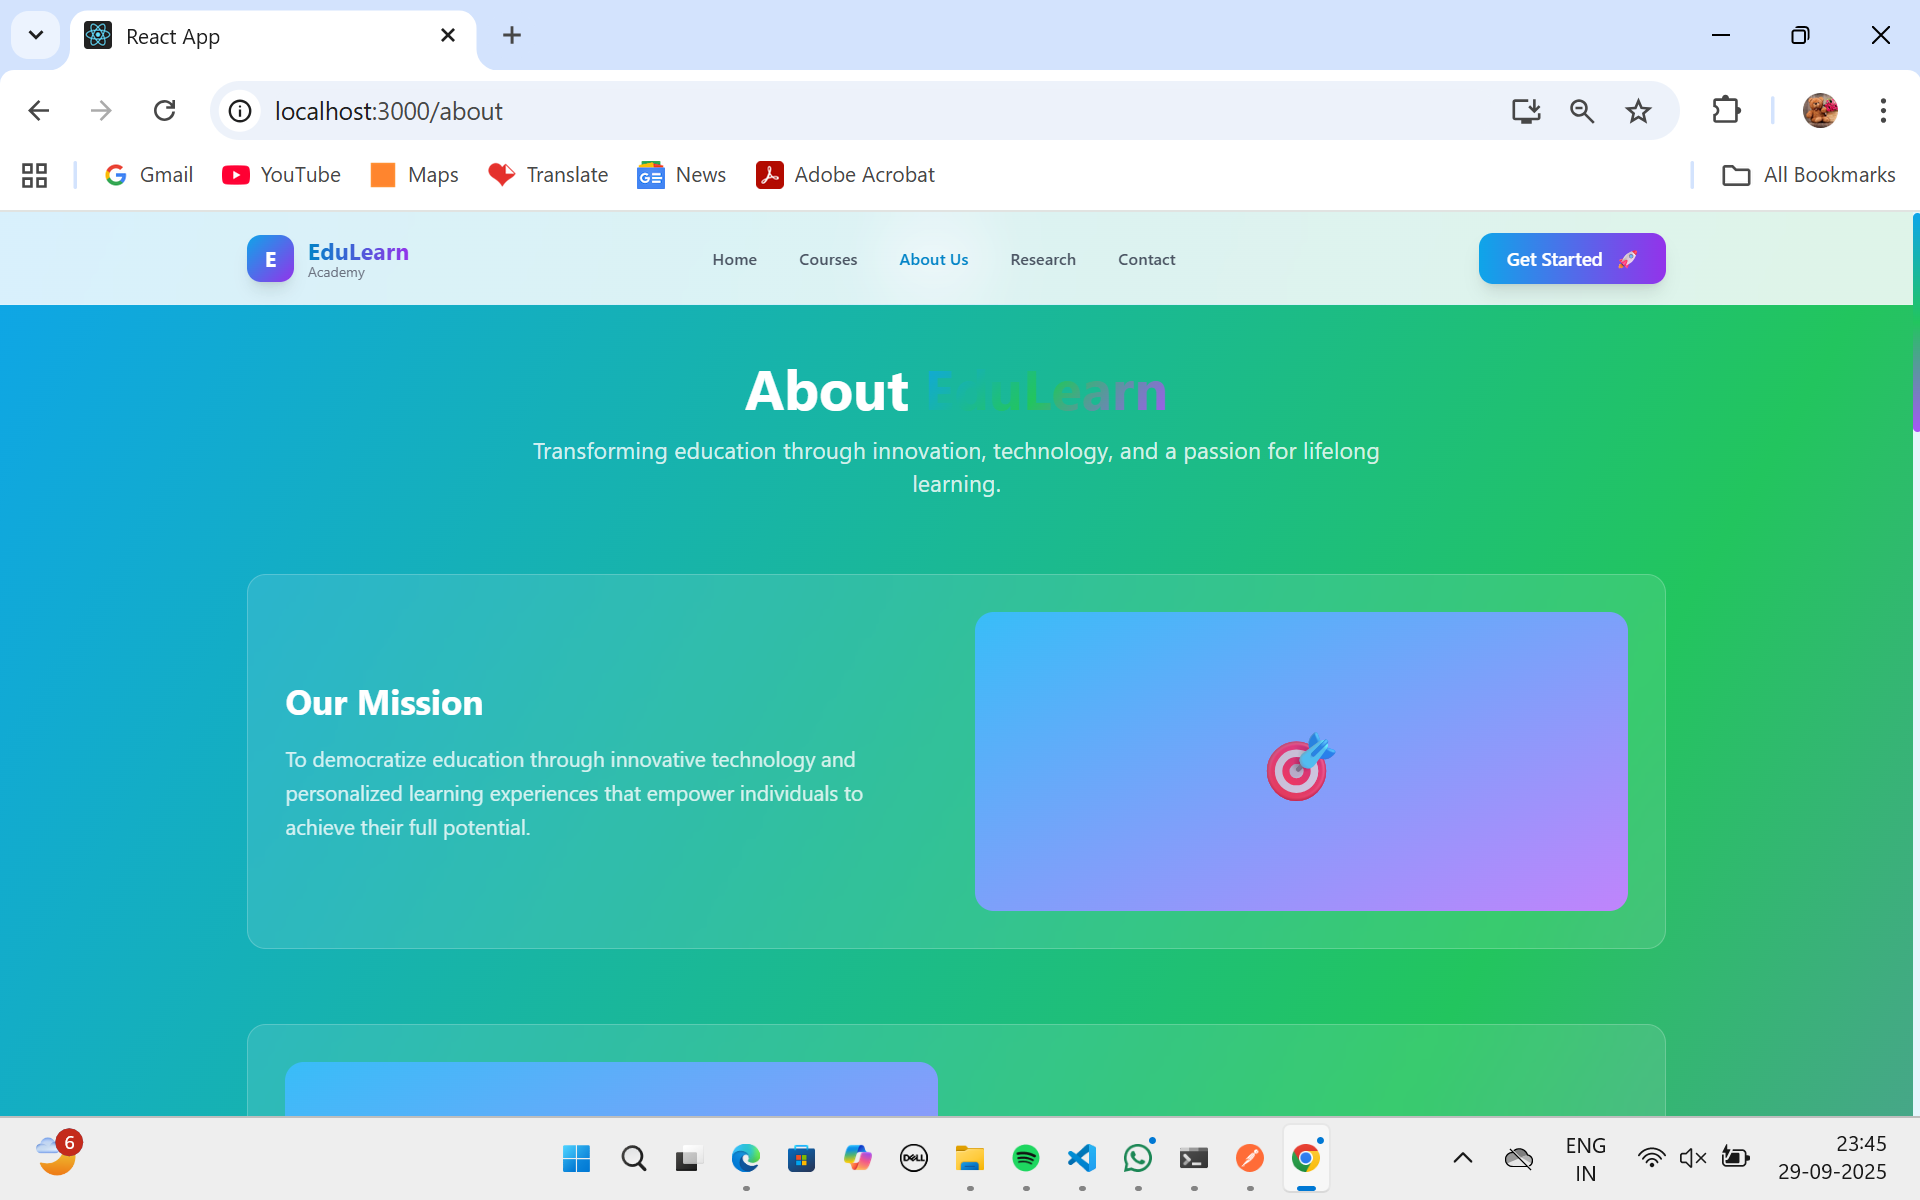 React App
localhost:3000/about
Gmail
YouTube
Maps
Translate
News
Adobe Acrobat
All Bookmarks
E
EduLearn
Academy
Home
Courses
About Us
Research
Contact
Get Started
About EduLearn
Transforming education through innovation, technology, and a passion for lifelong
learning.
Our Mission
To democratize education through innovative technology and
personalized learning experiences that empower individuals to
achieve their full potential.
6
DELL
ENG
IN
23:45
29-09-2025